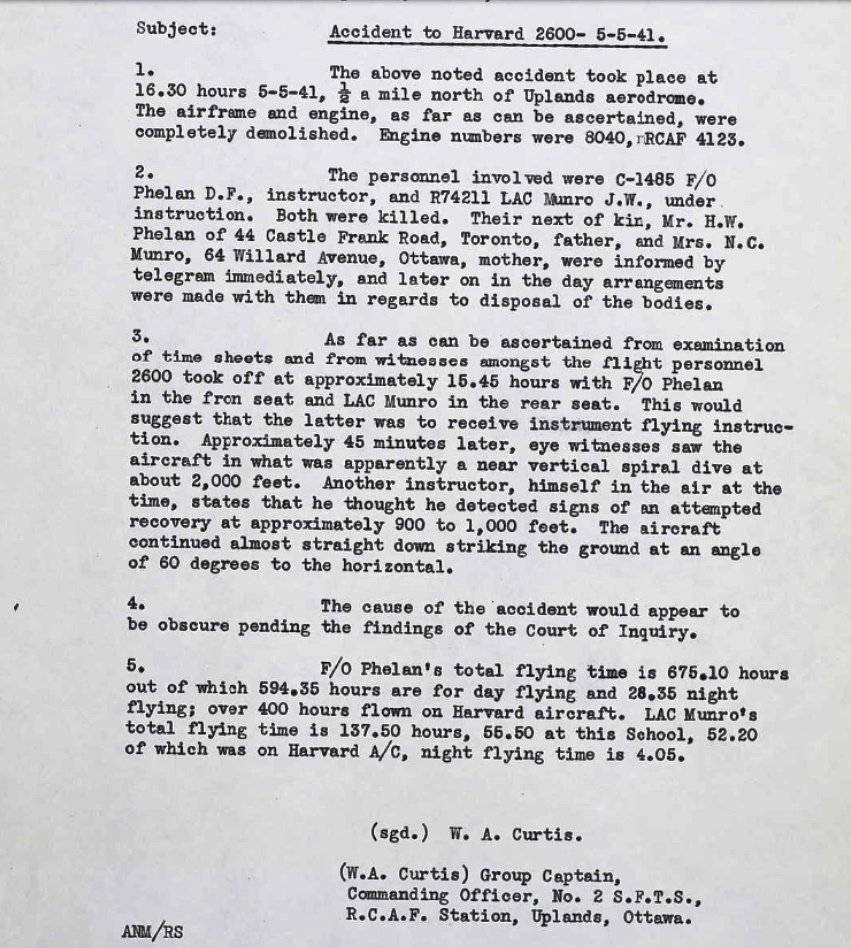 Subject: Accident to Harvard 2600- 5-5-41.
1. The above noted accident took place at
16.30 hours 5-5-41, ½ a mile north of Uplands aerodrome.
The airframe and engine, as far as can be ascertained, were
completely demolished. Engine numbers were 8040, RCAF 4123.
2. The personnel involved were C-1485 F/O
Phelan D.F., instructor, and R74211 LAC Munro J.W., under
instruction. Both were killed. Their next of kin, Mr. H.W.
Phelan of 44 Castle Frank Road, Toronto, father, and Mrs. N.C.
Munro, 64 Willard Avenue, Ottawa, mother, were informed by
telegram immediately, and later on in the day arrangements
were made with them in regards to disposal of the bodies.
3. As far as can be ascertained from examination
of time sheets and from witnesses amongst the flight personnel
2600 took off at approximately 15.45 hours with F/O Phelan
in the fron seat and LAC Munro in the rear seat. This would
suggest that the latter was to receive instrument flying instruc-
tion. Approximately 45 minutes later, eye witnesses saw the
aircraft in what was apparently a near vertical spiral dive at
about 2,000 feet. Another instructor, himself in the air at the
time, states that he thought he detected signs of an attempted
recovery at approximately 900 to 1,000 feet. The aircraft
continued almost straight down striking the ground at an angle
of 60 degrees to the horizontal.
4. The cause of the accident would appear to
be obscure pending the findings of the Court of Inquiry.
5. F/O Phelan's total flying time is 675.10 hours
out of which 594.35 hours are for day flying and 28.35 night
flying; over 400 hours flown on Harvard aircraft. LAC Munro's
total flying time is 137.50 hours, 55.50 at this School, 52.20
of which was on Harvard A/C, night flying time is 4.05.
(sgd.) W. A. Curtis.
(W.A. Curtis) Group Captain,
Commanding Officer, No. 2 S.F.T.S.,
R.C.A.F. Station, Uplands, Ottawa.
ANM/RS